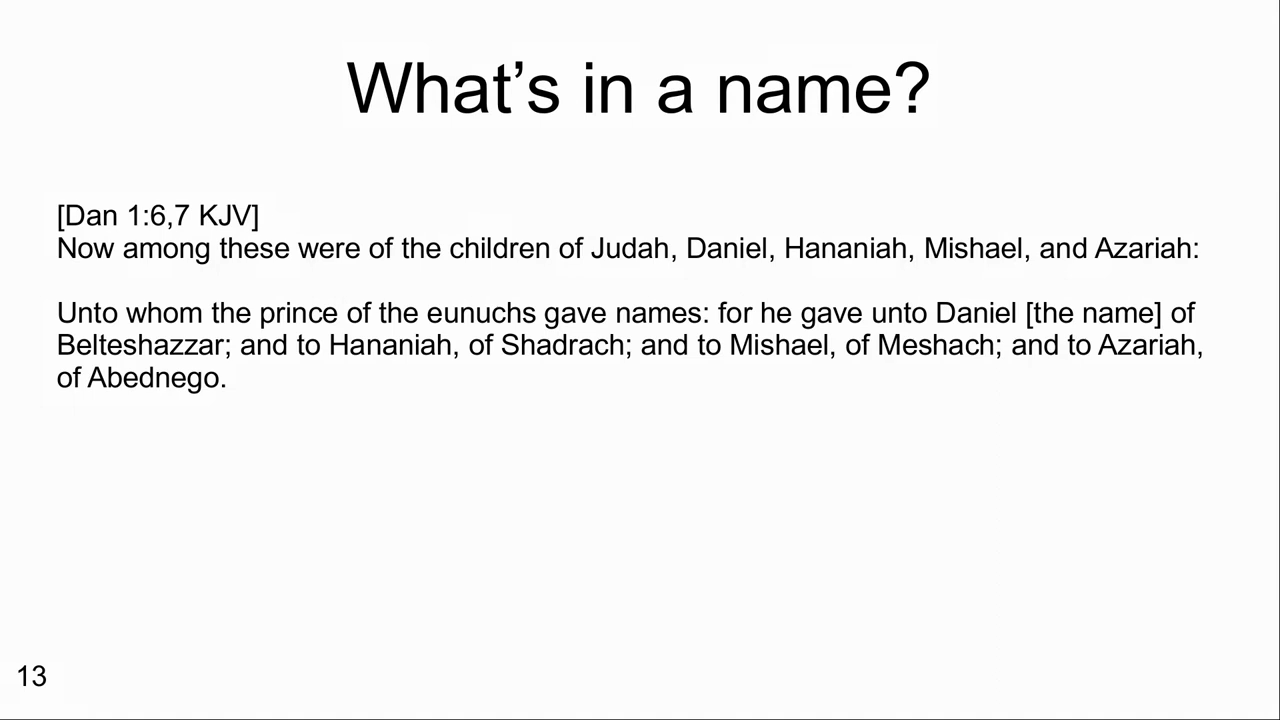 What’s in a name?
[Dan 1:6,7 KJV]
Now among these were of the children of Judah, Daniel, Hananiah, Mishael, and Azariah:
Unto whom the prince of the eunuchs gave names: for he gave unto Daniel [the name] of
Belteshazzar; and to Hananiah, of Shadrach; and to Mishael, of Meshach; and to Azariah,
of Abednego.
13